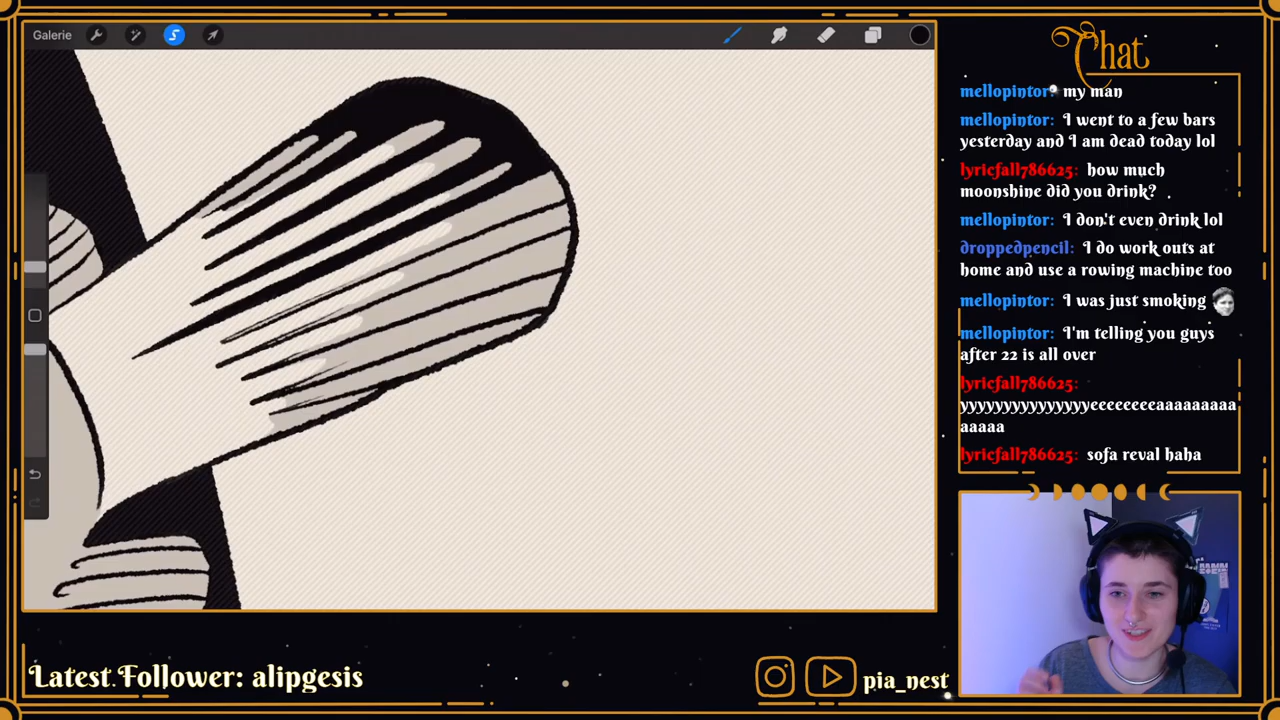 Galerie
Chat
mellopintor: my man
mellopintor: I went to a few bars
yesterday and I am dead today lol
lyricfall786625: how much
moonshine did you drink?
mellopintor: I don't even drink lol
droppedpencil: I do work outs at
home and use a rowing machine too
mellopintor: I was just smoking
mellopintor: I'm telling you guys
after 22 is all over
lyricfall786625:
yyyyyyyyyyyyyyyeeeeeeeeaaaaaaaaa
aaaaa
lyricfall786625: sofa reval haha
Latest Follower: alipgesis
pia_nest